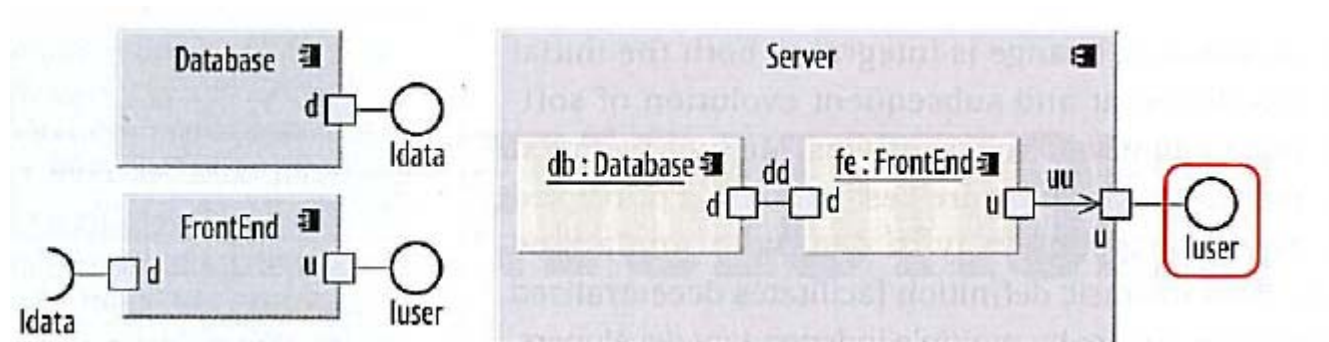 Database
d
Idata
FrontEnd
d
u
Idata
Iuser
Server
db : Database
d
dd
fe : FrontEnd
d
u
uu
u
Iuser